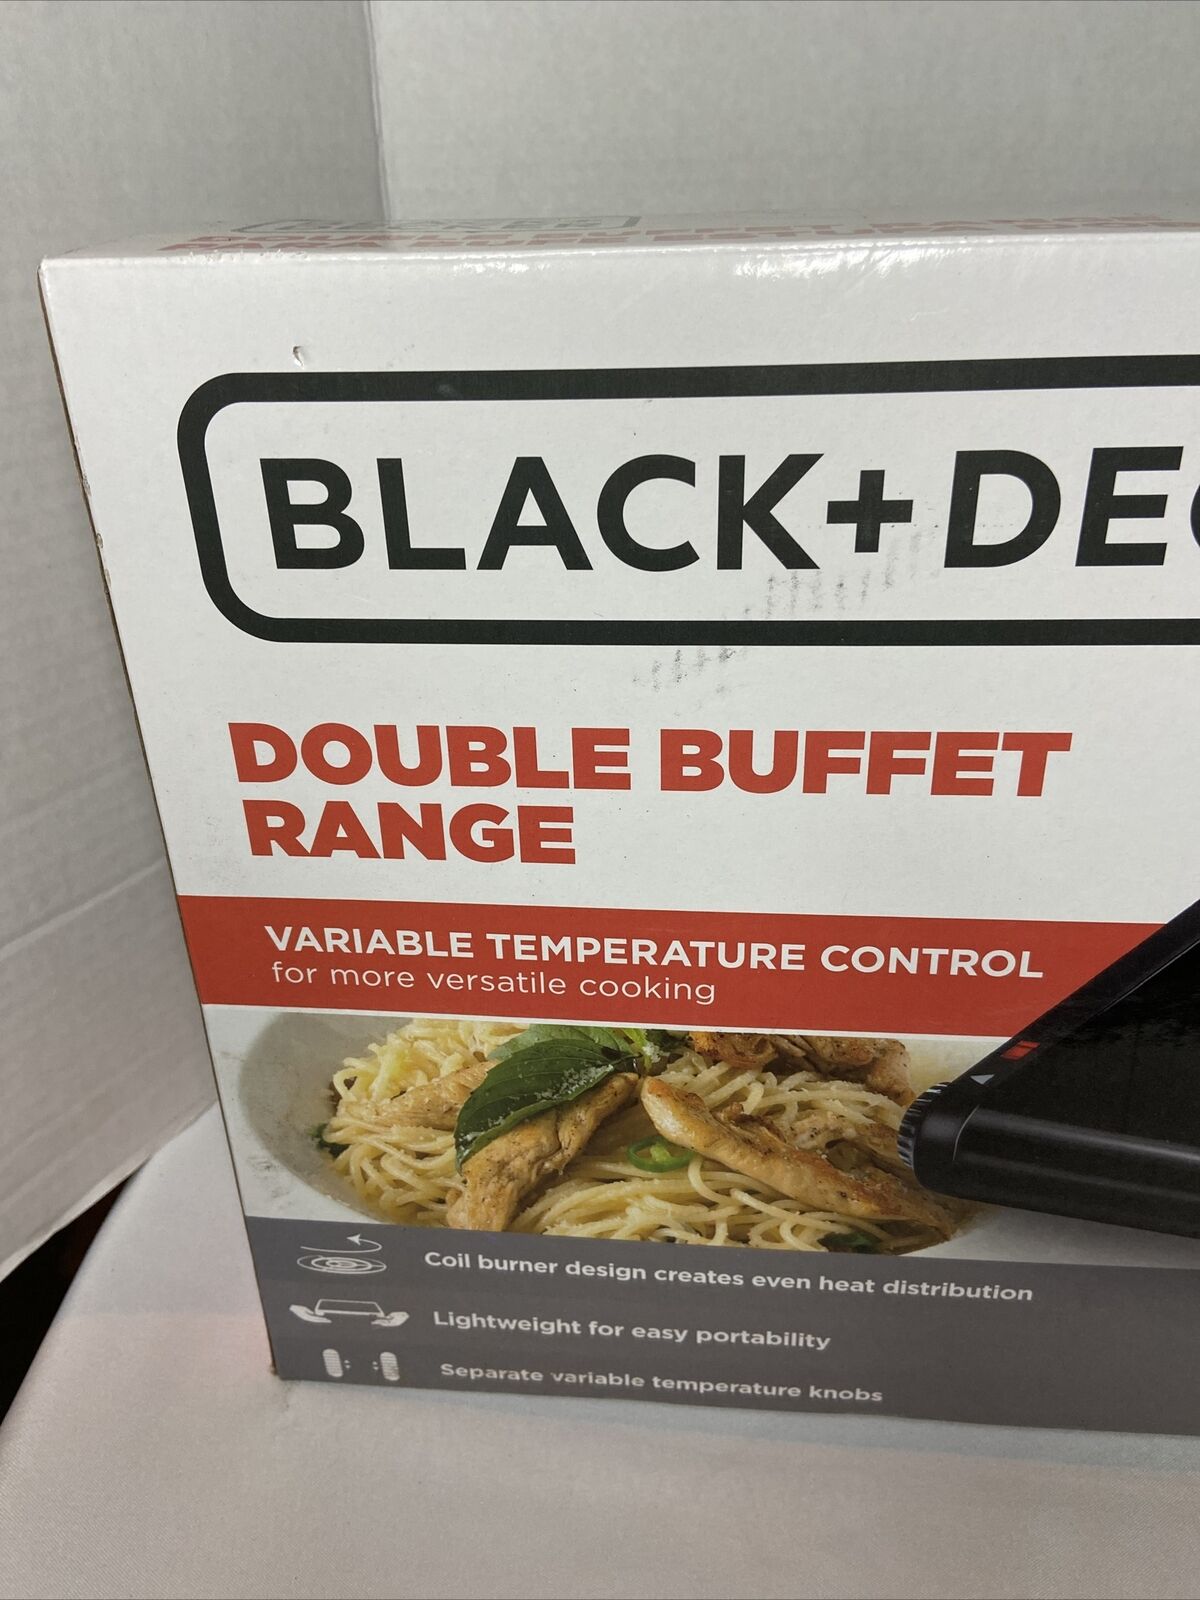 BLACK+DEC
DOUBLE BUFFET
RANGE
VARIABLE TEMPERATURE CONTROL
for more versatile cooking
Coil burner design creates even heat distribution
Lightweight for easy portability
Separate variable temperature knobs